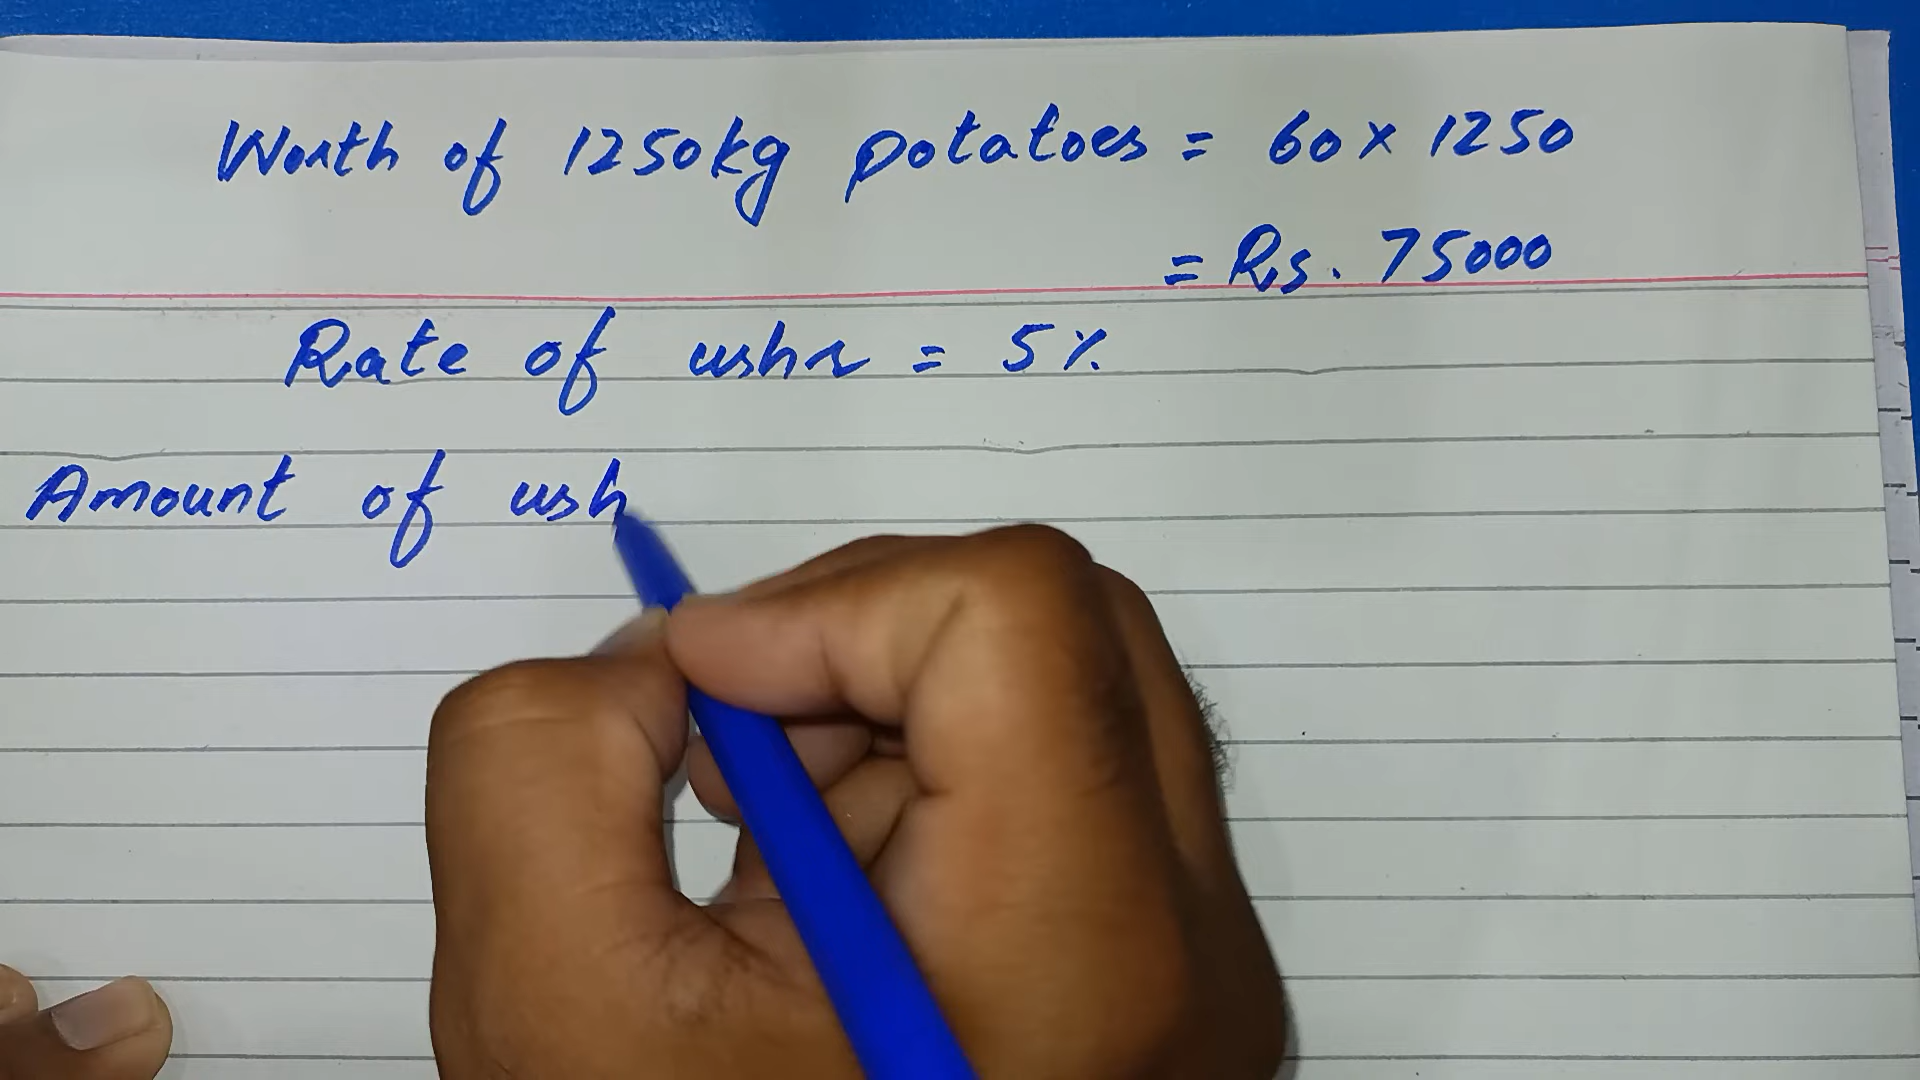 Worth of 1250kg potatoes = 60 × 1250
= Rs. 75000
Rate of ushr = 5%
Amount of ush